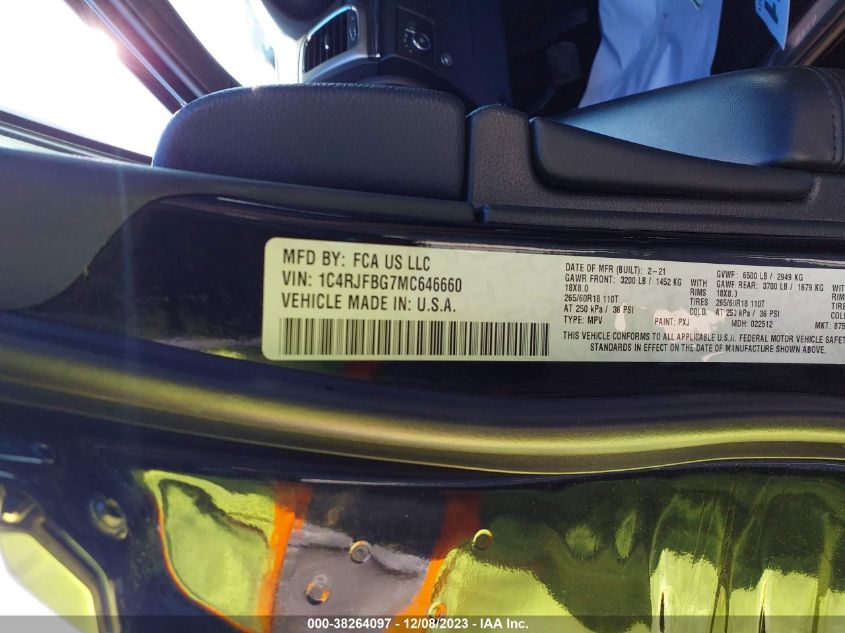 MFD BY: FCA US LLC
VIN: 1C4RJFBG7MC646660
VEHICLE MADE IN: U.S.A.
DATE OF MFR (BUILT): 2-21
GAWR FRONT: 3200 LB / 1452 KG WITH
18X8.0 RIMS
265/60R18 110T TIRES
AT 250 kPa / 36 PSI COLD
TYPE: MPV PAINT: PXJ
GVWR: 6500 LB / 2949 KG
GAWR REAR: 3700 LB / 1679 KG
18X8.0
265/60R18 110T
AT 250 kPa / 36 PSI
MDH: 022512 MKT: 875
THIS VEHICLE CONFORMS TO ALL APPLICABLE U.S.A. FEDERAL MOTOR VEHICLE SAFET
STANDARDS IN EFFECT ON THE DATE OF MANUFACTURE SHOWN ABOVE.
000-38264097 - 12/08/2023 - IAA Inc.